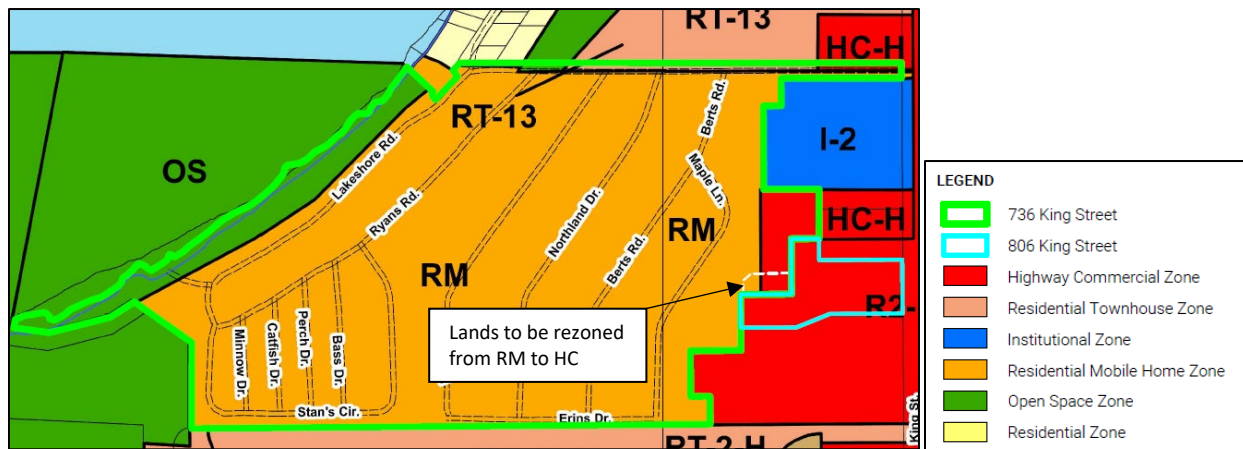 RT-13
HC-H
RT-13
Berts Rd.
I-2
OS
Lakeshore Rd.
Maple Ln.
Ryans Rd.
Northland Dr.
RM
HC-H
RM
Berts Rd.
R2-
Lands to be rezoned
from RM to HC
Minnow Dr.
Catfish Dr.
Perch Dr.
Bass Dr.
Stan's Cir.
Erins Dr.
King St.
RT-2-H
LEGEND
736 King Street
806 King Street
Highway Commercial Zone
Residential Townhouse Zone
Institutional Zone
Residential Mobile Home Zone
Open Space Zone
Residential Zone